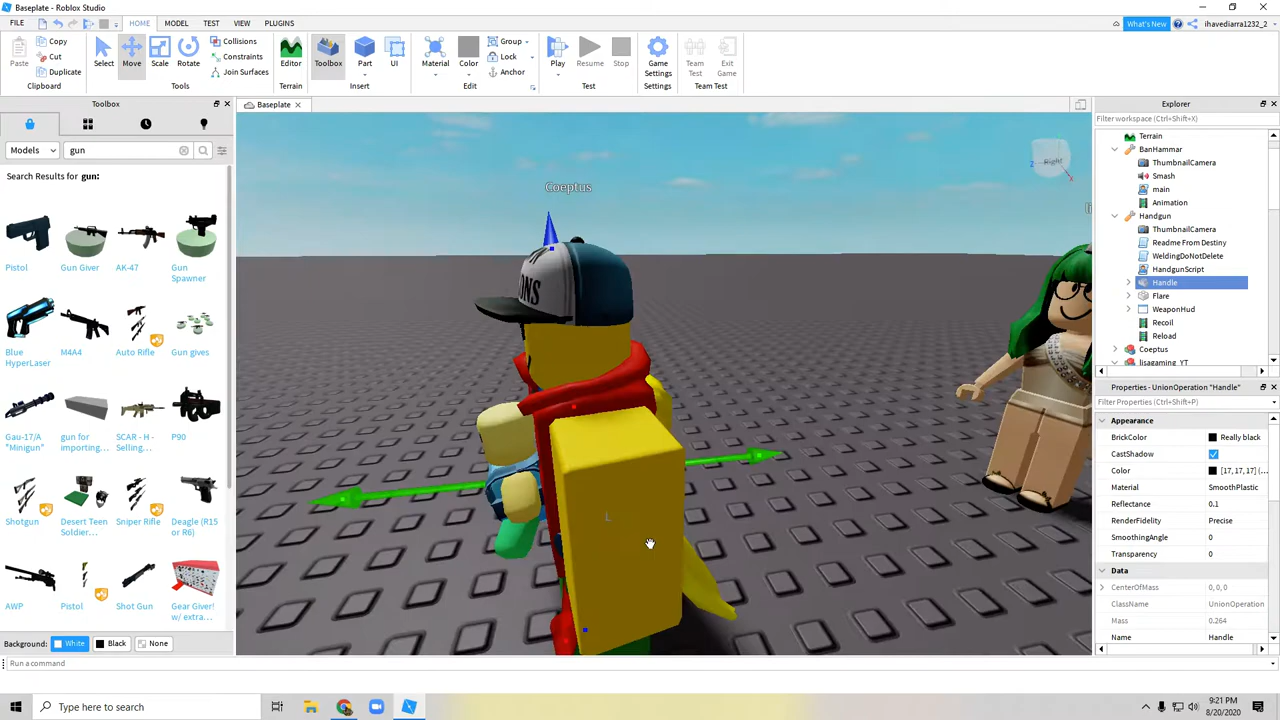 Baseplate - Roblox Studio
FILE HOME MODEL TEST VIEW PLUGINS What's New ihavediarra1232_2
Paste Copy Cut Duplicate Select Move Scale Rotate Collisions Constraints Join Surfaces Editor Toolbox Part UI Material Color Group Lock Anchor Play Resume Stop Game Settings Team Test Exit Game
Clipboard Tools Terrain Insert Edit Test Settings Team Test
Toolbox
Models gun
Search Results for gun:
Pistol Gun Giver AK-47 Gun Spawner
Blue HyperLaser M4A4 Auto Rifle Gun gives
Gau-17/A "Minigun" gun for importing... SCAR - H - Selling... P90
Shotgun Desert Teen Soldier... Sniper Rifle Deagle (R15 or R6)
AWP Pistol Shot Gun Gear Giver! w/ extra...
Background: White Black None
Run a command
Baseplate
Coeptus
ONS
Right
Z
X
L
li
Explorer
Filter workspace (Ctrl+Shift+X)
Terrain
BanHammar
ThumbnailCamera
Smash
main
Animation
Handgun
ThumbnailCamera
Readme From Destiny
WeldingDoNotDelete
HandgunScript
Handle
Flare
WeaponHud
Recoil
Reload
Coeptus
lisagaming_YT
Properties - UnionOperation "Handle"
Filter Properties (Ctrl+Shift+P)
Appearance
BrickColor Really black
CastShadow
Color [17, 17, 17] (...
Material SmoothPlastic
Reflectance 0.1
RenderFidelity Precise
SmoothingAngle 0
Transparency 0
Data
CenterOfMass 0, 0, 0
ClassName UnionOperation
Mass 0.264
Name Handle
Type here to search
9:21 PM
8/20/2020